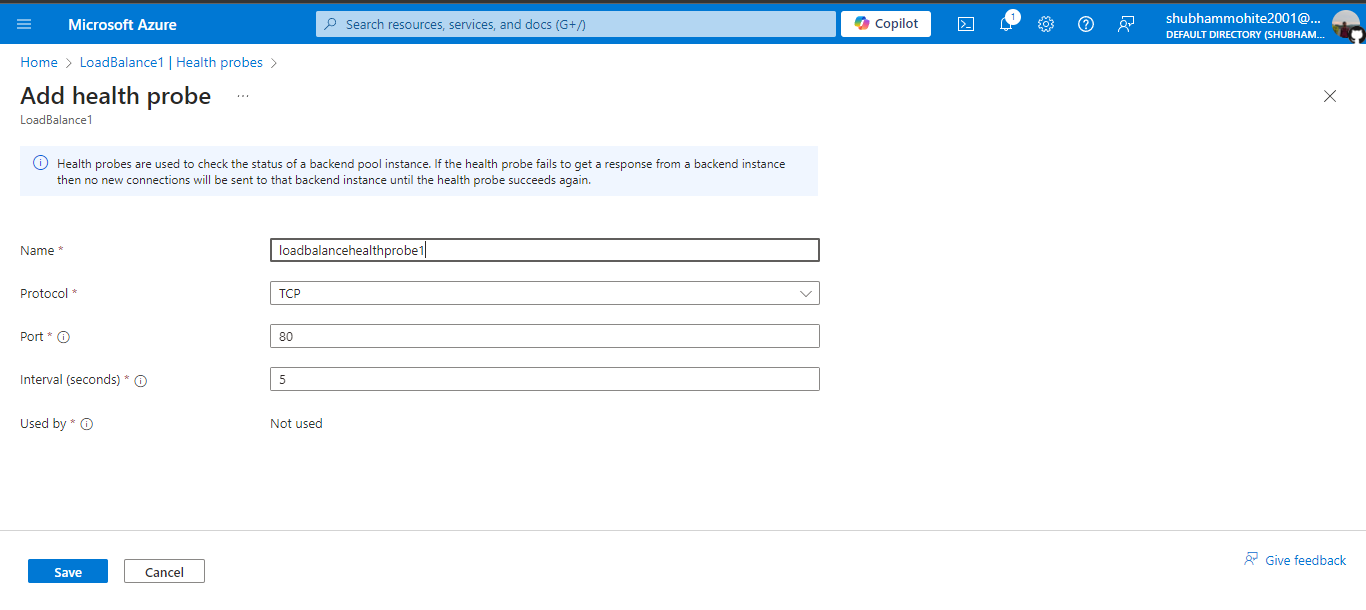 Microsoft Azure
Search resources, services, and docs (G+/)
Copilot
1
shubhammohite2001@...
DEFAULT DIRECTORY (SHUBHAM...
Home > LoadBalance1 | Health probes >
Add health probe ...
LoadBalance1
Health probes are used to check the status of a backend pool instance. If the health probe fails to get a response from a backend instance
then no new connections will be sent to that backend instance until the health probe succeeds again.
Name *
loadbalancehealthprobe1
Protocol *
TCP
Port *
80
Interval (seconds) *
5
Used by *
Not used
Save
Cancel
Give feedback